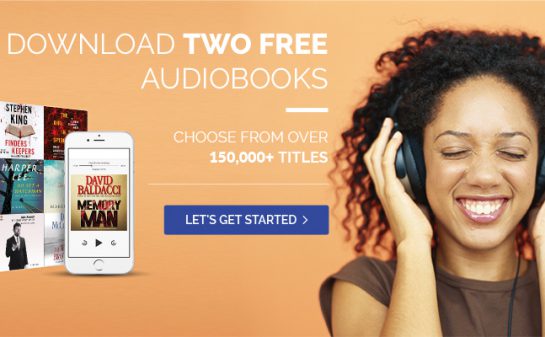 DOWNLOAD TWO FREE
AUDIOBOOKS
CHOOSE FROM OVER
150,000+ TITLES
LET'S GET STARTED >
STEPHEN
KING
FINDERS
KEEPERS
HARPER
LEE
DAVID
BALDACCI
MEMORY
MAN